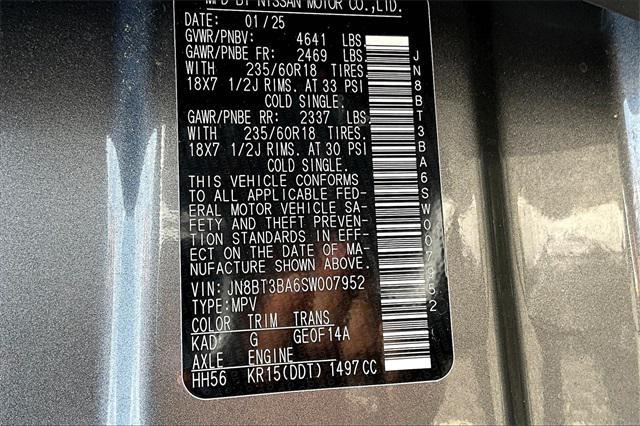 MFD BY NISSAN MOTOR CO.,LTD.
DATE: 01/25
GVWR/PNBV: 4641 LBS
GAWR/PNBE FR: 2469 LBS
WITH 235/60R18 TIRES.
18X7 1/2J RIMS. AT 33 PSI
COLD SINGLE.
GAWR/PNBE RR: 2337 LBS.
WITH 235/60R18 TIRES.
18X7 1/2J RIMS. AT 30 PSI
COLD SINGLE.
THIS VEHICLE CONFORMS
TO ALL APPLICABLE FED-
ERAL MOTOR VEHICLE SA-
FETY AND THEFT PREVEN-
TION STANDARDS IN EFF-
ECT ON THE DATE OF MA-
NUFACTURE SHOWN ABOVE.
VIN: JN8BT3BA6SW007952
TYPE:MPV
COLOR TRIM TRANS
KAD G GE0F14A
AXLE ENGINE
HH56 KR15(DDT) 1497CC
JN8BT3BA6SW007952